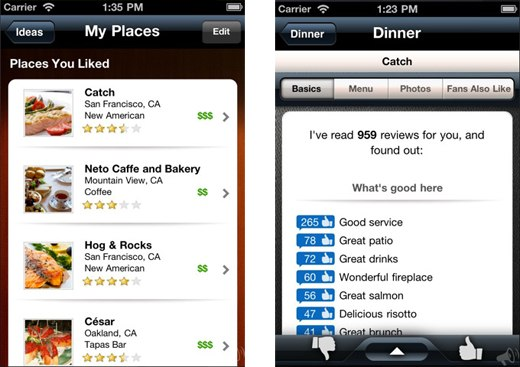 Carrier 1:35 PM
Ideas My Places Edit
Places You Liked
Catch
San Francisco, CA
New American $$$
Neto Caffe and Bakery
Mountain View, CA
Coffee $$
Hog & Rocks
San Francisco, CA
New American $$
César
Oakland, CA
Tapas Bar $$$
Carrier 1:23 PM
Dinner Dinner
Catch
Basics Menu Photos Fans Also Like
I've read 959 reviews for you, and
found out:
What's good here
265 Good service
78 Great patio
72 Great drinks
60 Wonderful fireplace
56 Great salmon
47 Delicious risotto
41 Great brunch